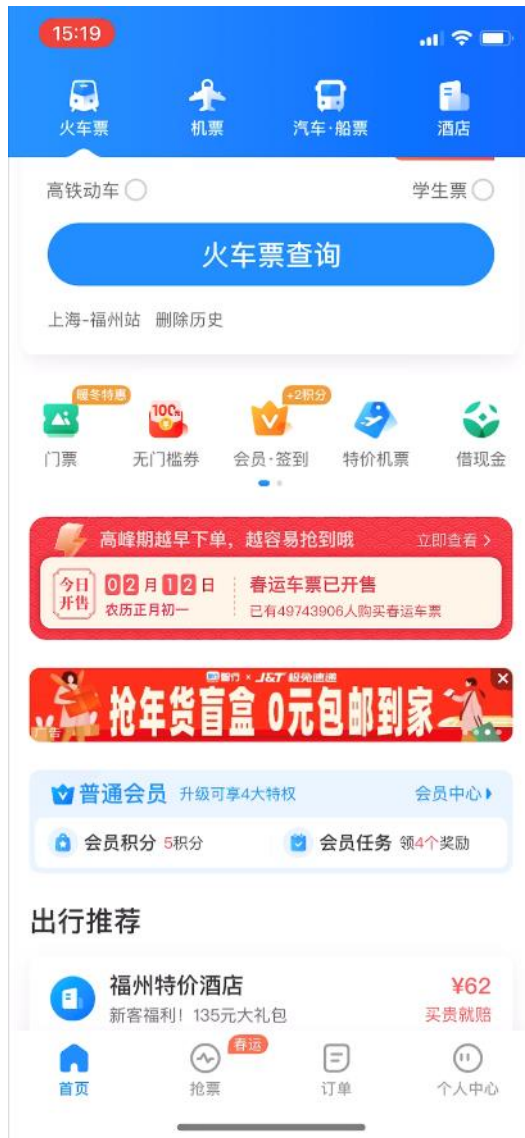 15:19
火车票 机票 汽车·船票 酒店
高铁动车 学生票
火车票查询
上海-福州站 删除历史
暖冬特惠 100% +2积分
门票 无门槛券 会员·签到 特价机票 借现金
高峰期越早下单，越容易抢到哦 立即查看
今日开售 02月12日 春运车票已开售
农历正月初一 已有49743906人购买春运车票
智行 × J&T 极兔速递
抢年货盲盒 0元包邮到家
广告
普通会员 升级可享4大特权 会员中心
会员积分 5积分 会员任务 领4个奖励
出行推荐
福州特价酒店 ¥62
新客福利！135元大礼包 买贵就赔
春运
首页 抢票 订单 个人中心